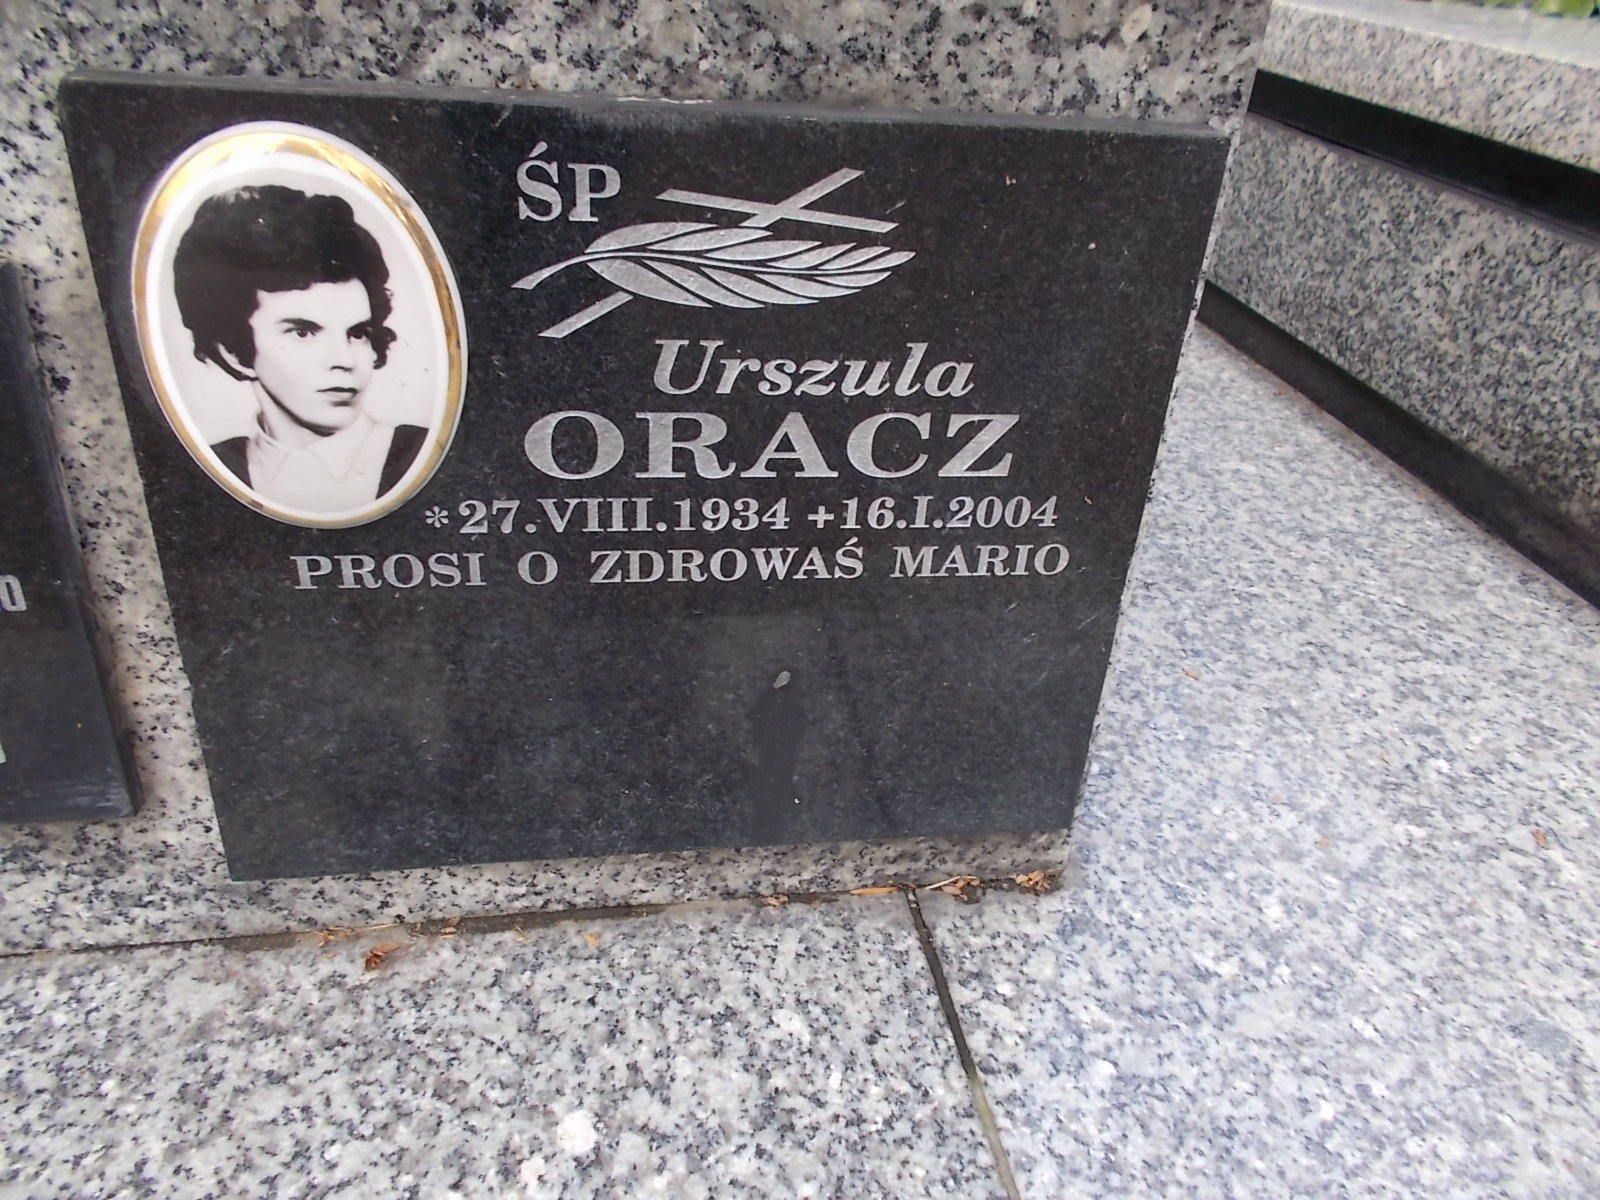 ŚP
Urszula
ORACZ
*27.VIII.1934 +16.I.2004
PROSI O ZDROWAŚ MARIO